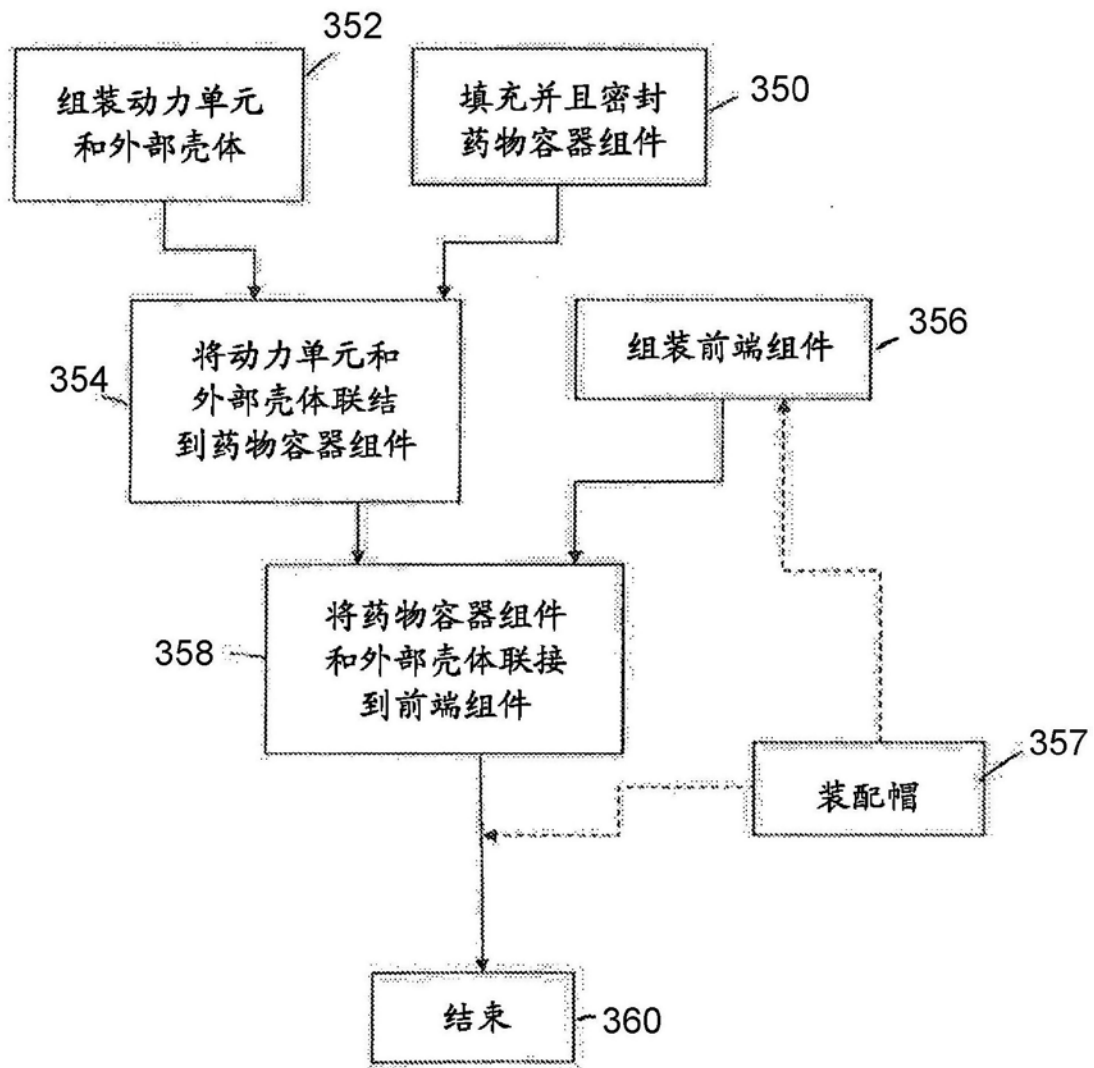 352
组装动力单元
和外部壳体
填充并且密封
药物容器组件
350
354
将动力单元和
外部壳体联结
到药物容器组件
组装前端组件
356
358
将药物容器组件
和外部壳体联接
到前端组件
装配帽
357
结束
360